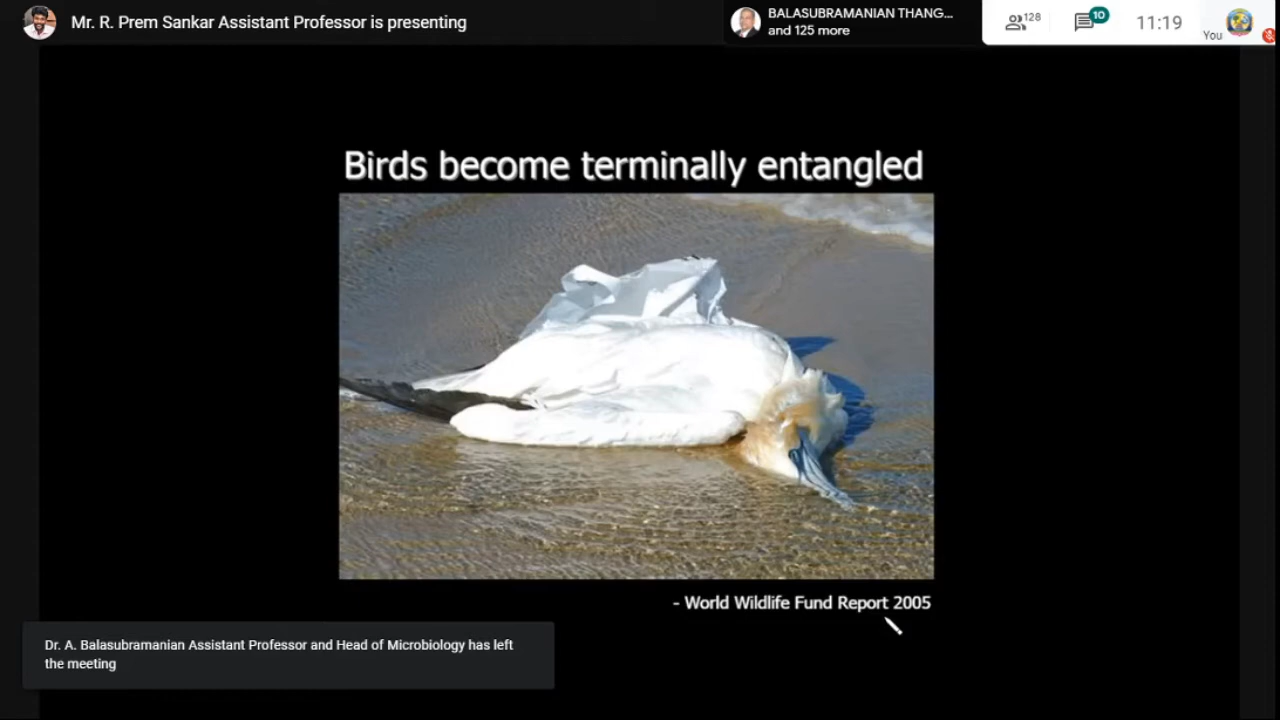 Mr. R. Prem Sankar Assistant Professor is presenting
BALASUBRAMANIAN THANG...
and 125 more
128
10
11:19
You
Birds become terminally entangled
- World Wildlife Fund Report 2005
Dr. A. Balasubramanian Assistant Professor and Head of Microbiology has left
the meeting